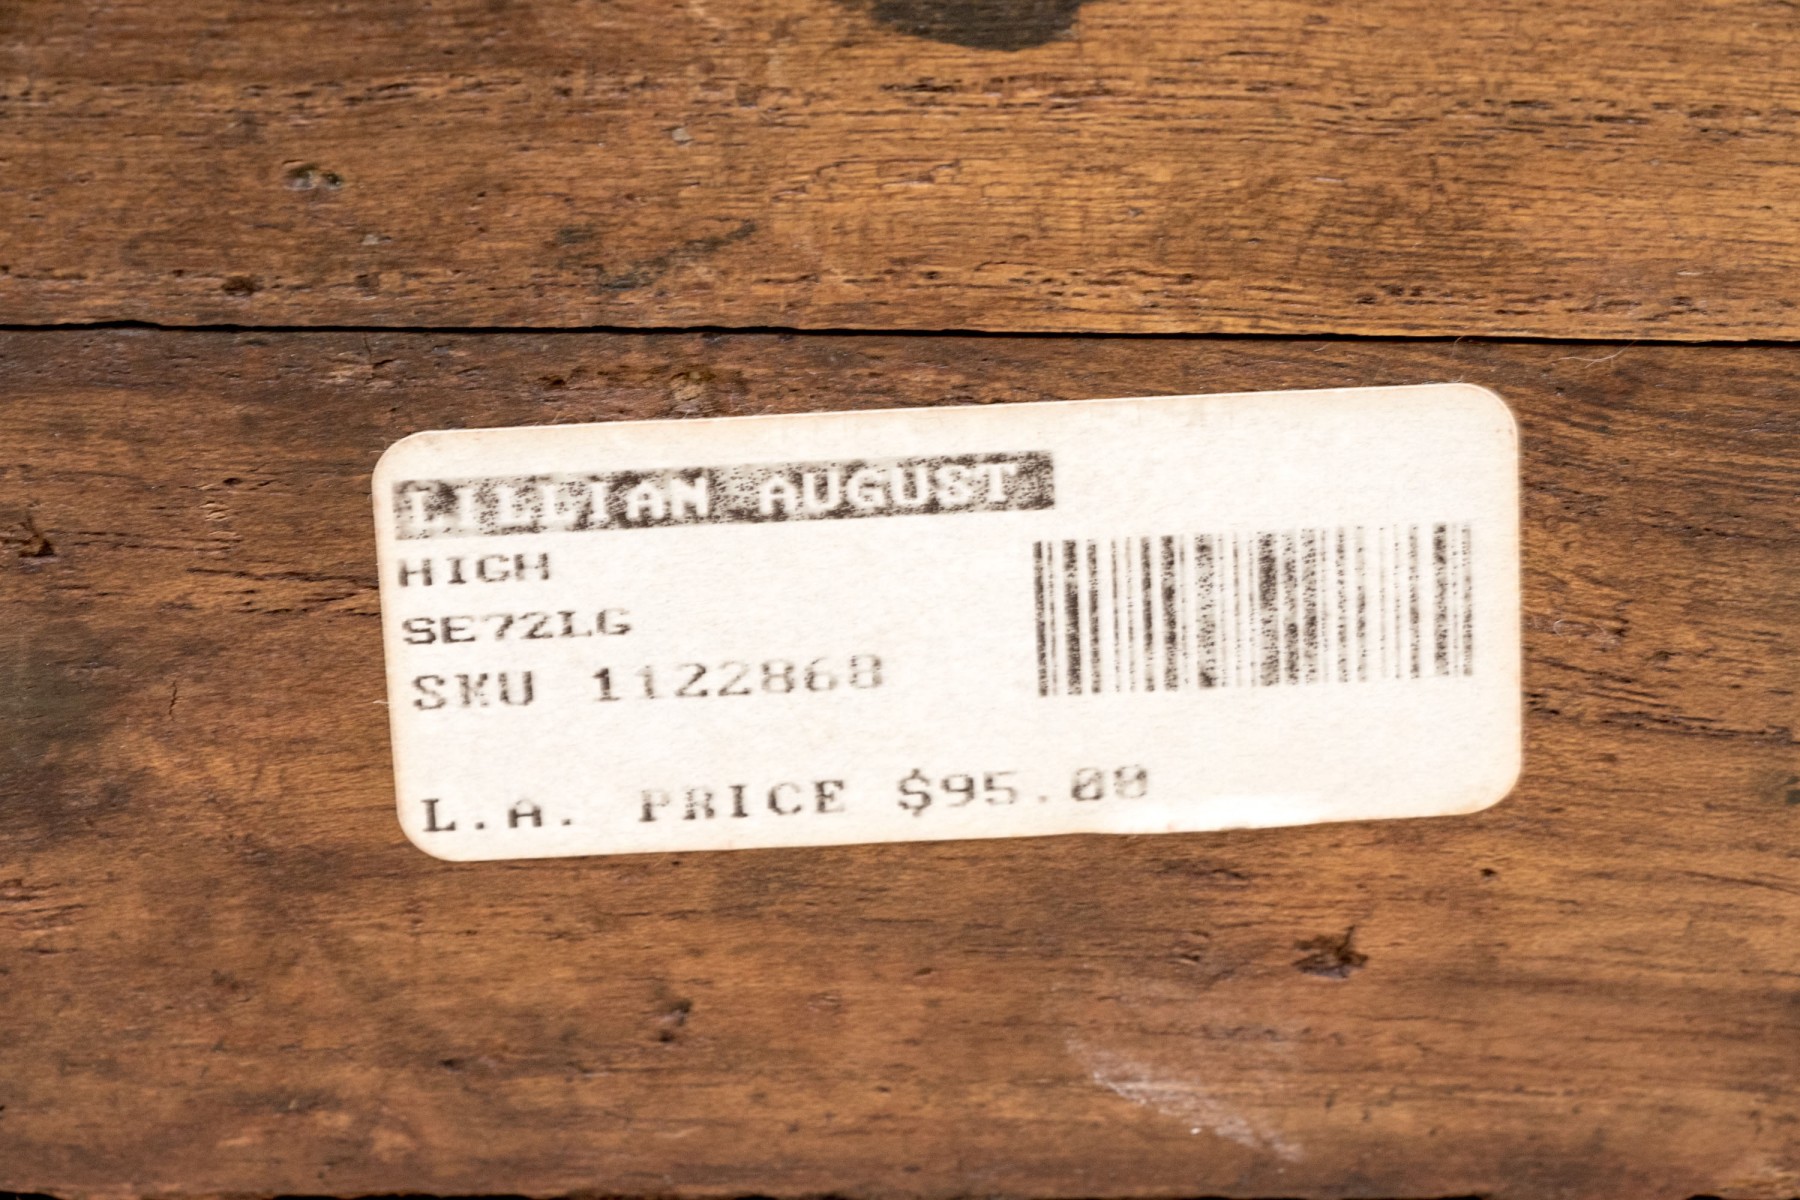 LILLIAN AUGUST
HIGH
SE72LG
SKU 1122868
L.A. PRICE $95.00